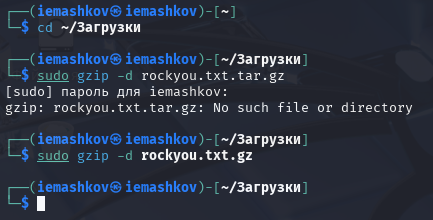 ┌──(iemashkov㉿iemashkov)-[~]
└─$ cd ~/Загрузки
┌──(iemashkov㉿iemashkov)-[~/Загрузки]
└─$ sudo gzip -d rockyou.txt.tar.gz
[sudo] пароль для iemashkov:
gzip: rockyou.txt.tar.gz: No such file or directory
┌──(iemashkov㉿iemashkov)-[~/Загрузки]
└─$ sudo gzip -d rockyou.txt.gz
┌──(iemashkov㉿iemashkov)-[~/Загрузки]
└─$